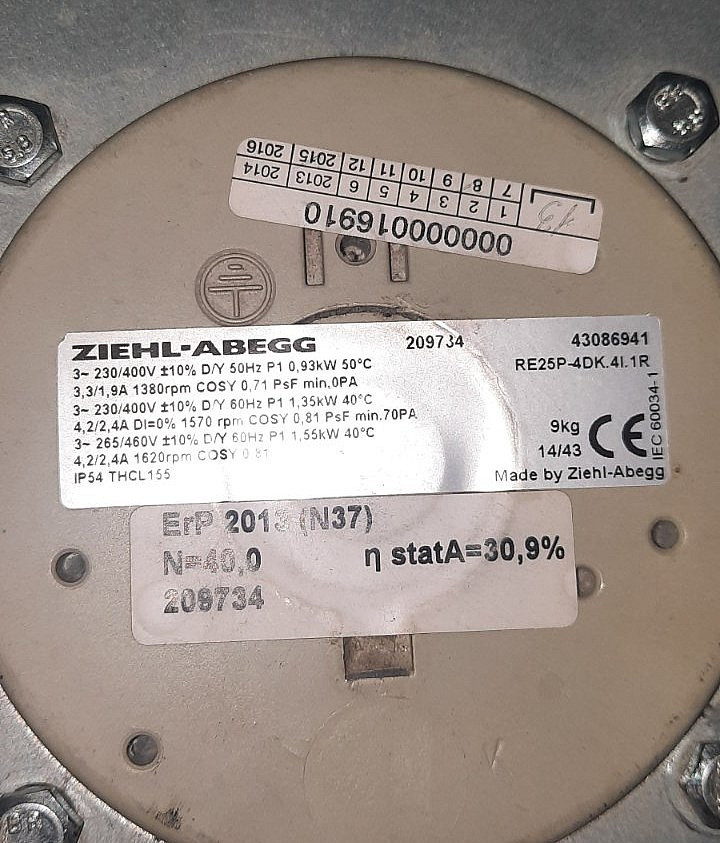 000000016910
1 2 3 4 5 6 2013 2014
7 8 9 10 11 12 2015 2016
ZIEHL-ABEGG 209734 43086941
3~ 230/400V ±10% D/Y 50Hz P1 0,93kW 50°C RE25P-4DK.4I.1R
3,3/1,9A 1380rpm COSY 0,71 PsF min.0PA
3~ 230/400V ±10% D/Y 60Hz P1 1,35kW 40°C
4,2/2,4A DI=0% 1570 rpm COSY 0,81 PsF min.70PA 9kg CE
3~ 265/460V ±10% D/Y 60Hz P1 1,55kW 40°C
4,2/2,4A 1620rpm COSY 0,81 14/43
IP54 THCL155 Made by Ziehl-Abegg
IEC 60034-1
ErP 2013 (N37)
N=40,0 η statA=30,9%
209734